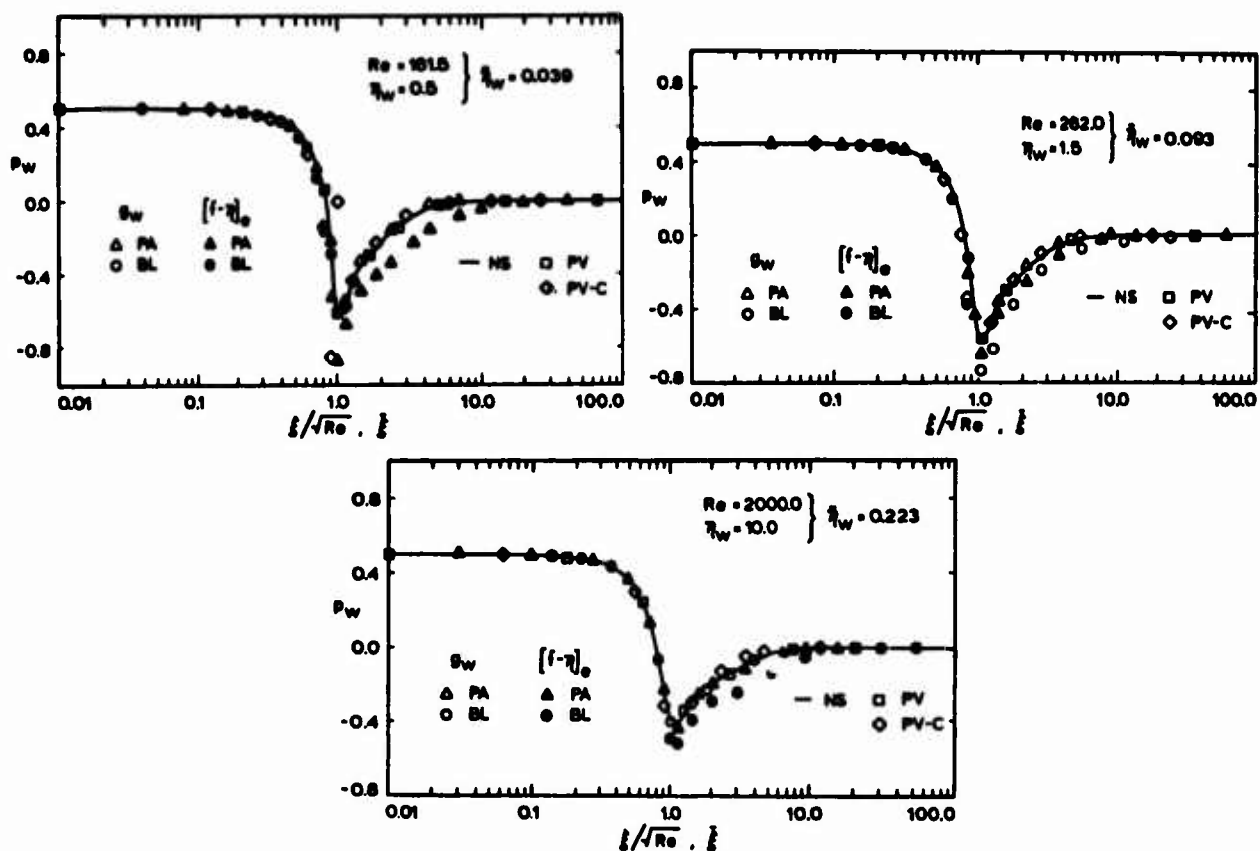 0.8
0.4
Pw
0.0
-0.4
-0.8
Re = 161.5
ηw = 0.5
η̃w = 0.039
gw [f-η]e
△ PA ▲ PA
○ BL ● BL
— NS □ PV
◇ PV-C
0.01 0.1 1.0 10.0 100.0
ξ/√Re , ξ̃
0.8
0.4
Pw
0.0
-0.4
-0.8
Re = 262.0
ηw = 1.5
η̃w = 0.093
gw [f-η]e
△ PA ▲ PA
○ BL ● BL
— NS □ PV
◇ PV-C
0.01 0.1 1.0 10.0 100.0
ξ/√Re , ξ̃
0.8
0.4
Pw
0.0
-0.4
-0.8
Re = 2000.0
ηw = 10.0
η̃w = 0.223
gw [f-η]e
△ PA ▲ PA
○ BL ● BL
— NS □ PV
◇ PV-C
0.01 0.1 1.0 10.0 100.0
ξ/√Re , ξ̃